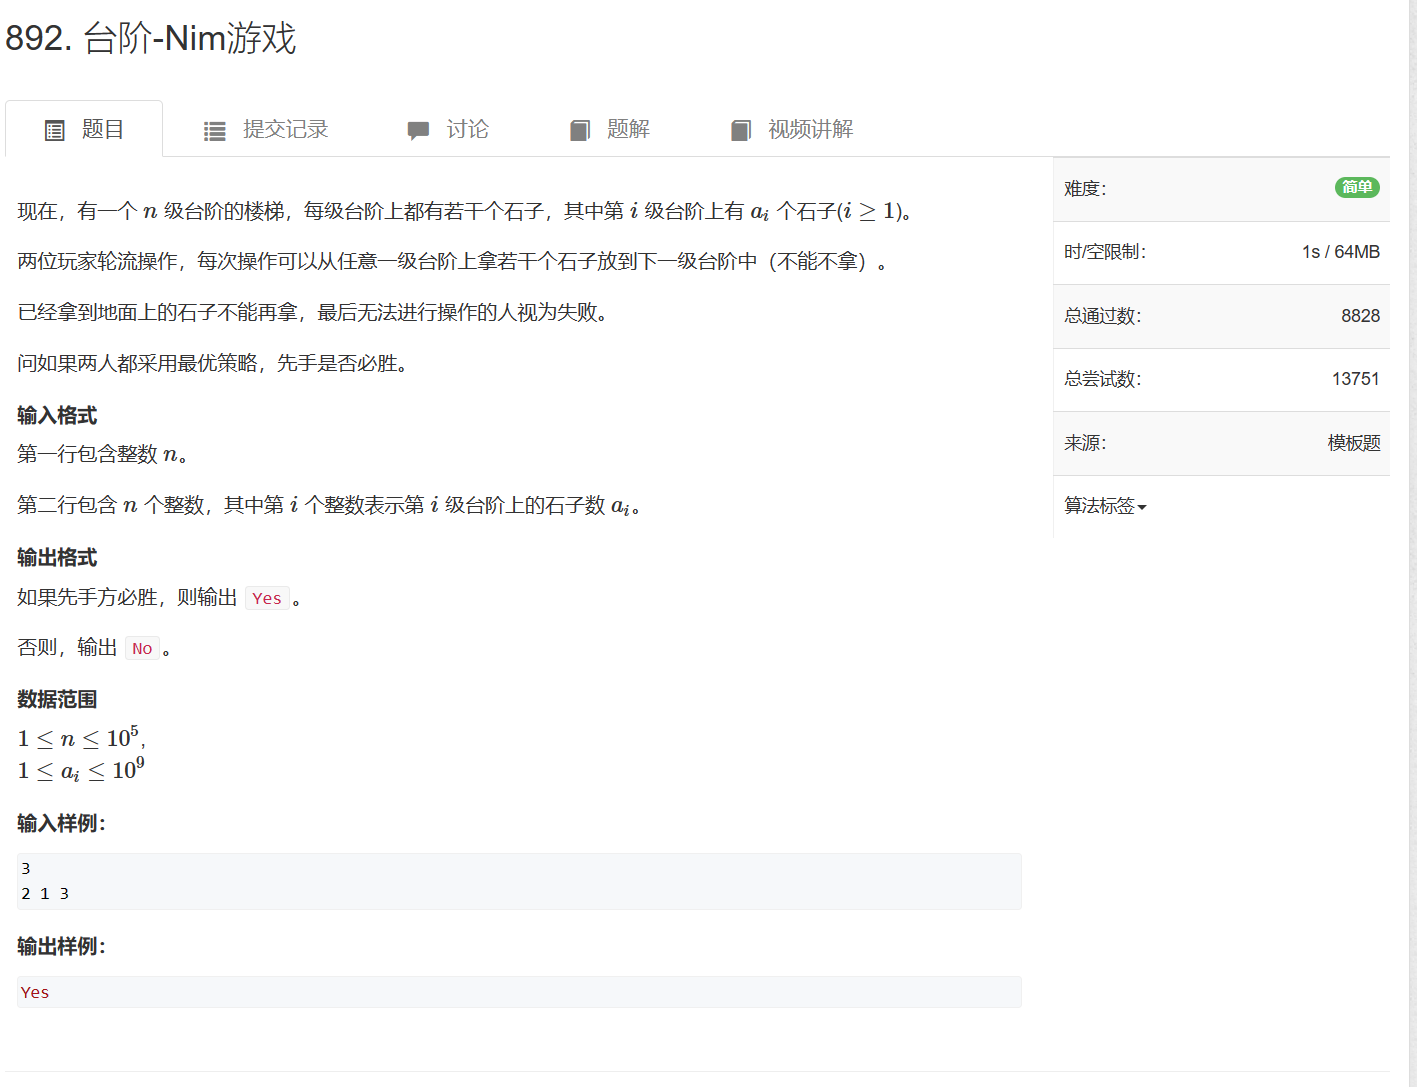 892. 台阶-Nim游戏
题目 提交记录 讨论 题解 视频讲解
现在，有一个 n 级台阶的楼梯，每级台阶上都有若干个石子，其中第 i 级台阶上有 aᵢ 个石子(i ≥ 1)。
两位玩家轮流操作，每次操作可以从任意一级台阶上拿若干个石子放到下一级台阶中（不能不拿）。
已经拿到地面上的石子不能再拿，最后无法进行操作的人视为失败。
问如果两人都采用最优策略，先手是否必胜。
输入格式
第一行包含整数 n。
第二行包含 n 个整数，其中第 i 个整数表示第 i 级台阶上的石子数 aᵢ。
输出格式
如果先手方必胜，则输出 Yes 。
否则，输出 No 。
数据范围
1 ≤ n ≤ 10⁵,
1 ≤ aᵢ ≤ 10⁹
输入样例：
3
2 1 3
输出样例：
Yes
难度： 简单
时/空限制： 1s / 64MB
总通过数： 8828
总尝试数： 13751
来源： 模板题
算法标签